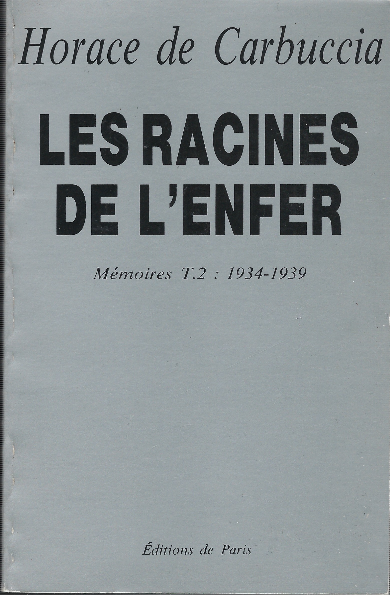 Horace de Carbuccia
LES RACINES
DE L'ENFER
Mémoires T.2 : 1934-1939
Éditions de Paris